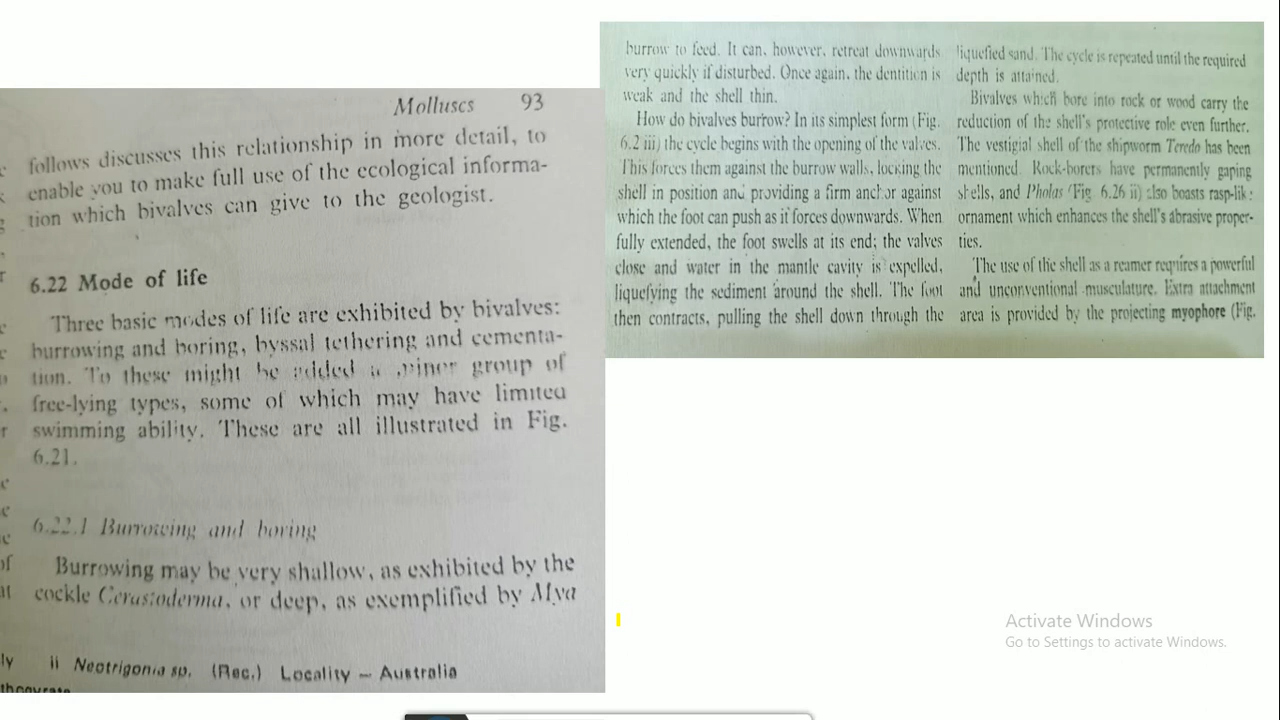 Molluscs 93
follows discusses this relationship in more detail, to
enable you to make full use of the ecological informa-
tion which bivalves can give to the geologist.
6.22 Mode of life
Three basic modes of life are exhibited by bivalves:
burrowing and boring, byssal tethering and cementa-
tion. To these might be added a minor group of
free-lying types, some of which may have limited
swimming ability. These are all illustrated in Fig.
6.21.
6.22.1 Burrowing and boring
Burrowing may be very shallow, as exhibited by the
cockle Cerastoderma, or deep, as exemplified by Mya
ly ii Neotrigonia sp. (Rec.) Locality – Australia
burrow to feed. It can, however, retreat downwards
very quickly if disturbed. Once again, the dentition is
weak and the shell thin.
How do bivalves burrow? In its simplest form (Fig.
6.2 iii) the cycle begins with the opening of the valves.
This forces them against the burrow walls, locking the
shell in position and providing a firm anchor against
which the foot can push as it forces downwards. When
fully extended, the foot swells at its end; the valves
close and water in the mantle cavity is expelled,
liquefying the sediment around the shell. The foot
then contracts, pulling the shell down through the
liquefied sand. The cycle is repeated until the required
depth is attained.
Bivalves which bore into rock or wood carry the
reduction of the shell's protective role even further.
The vestigial shell of the shipworm Teredo has been
mentioned. Rock-borers have permanently gaping
shells, and Pholas (Fig. 6.26 ii) also boasts rasp-like
ornament which enhances the shell's abrasive proper-
ties.
The use of the shell as a reamer requires a powerful
and unconventional musculature. Extra attachment
area is provided by the projecting myophore (Fig.
Activate Windows
Go to Settings to activate Windows.